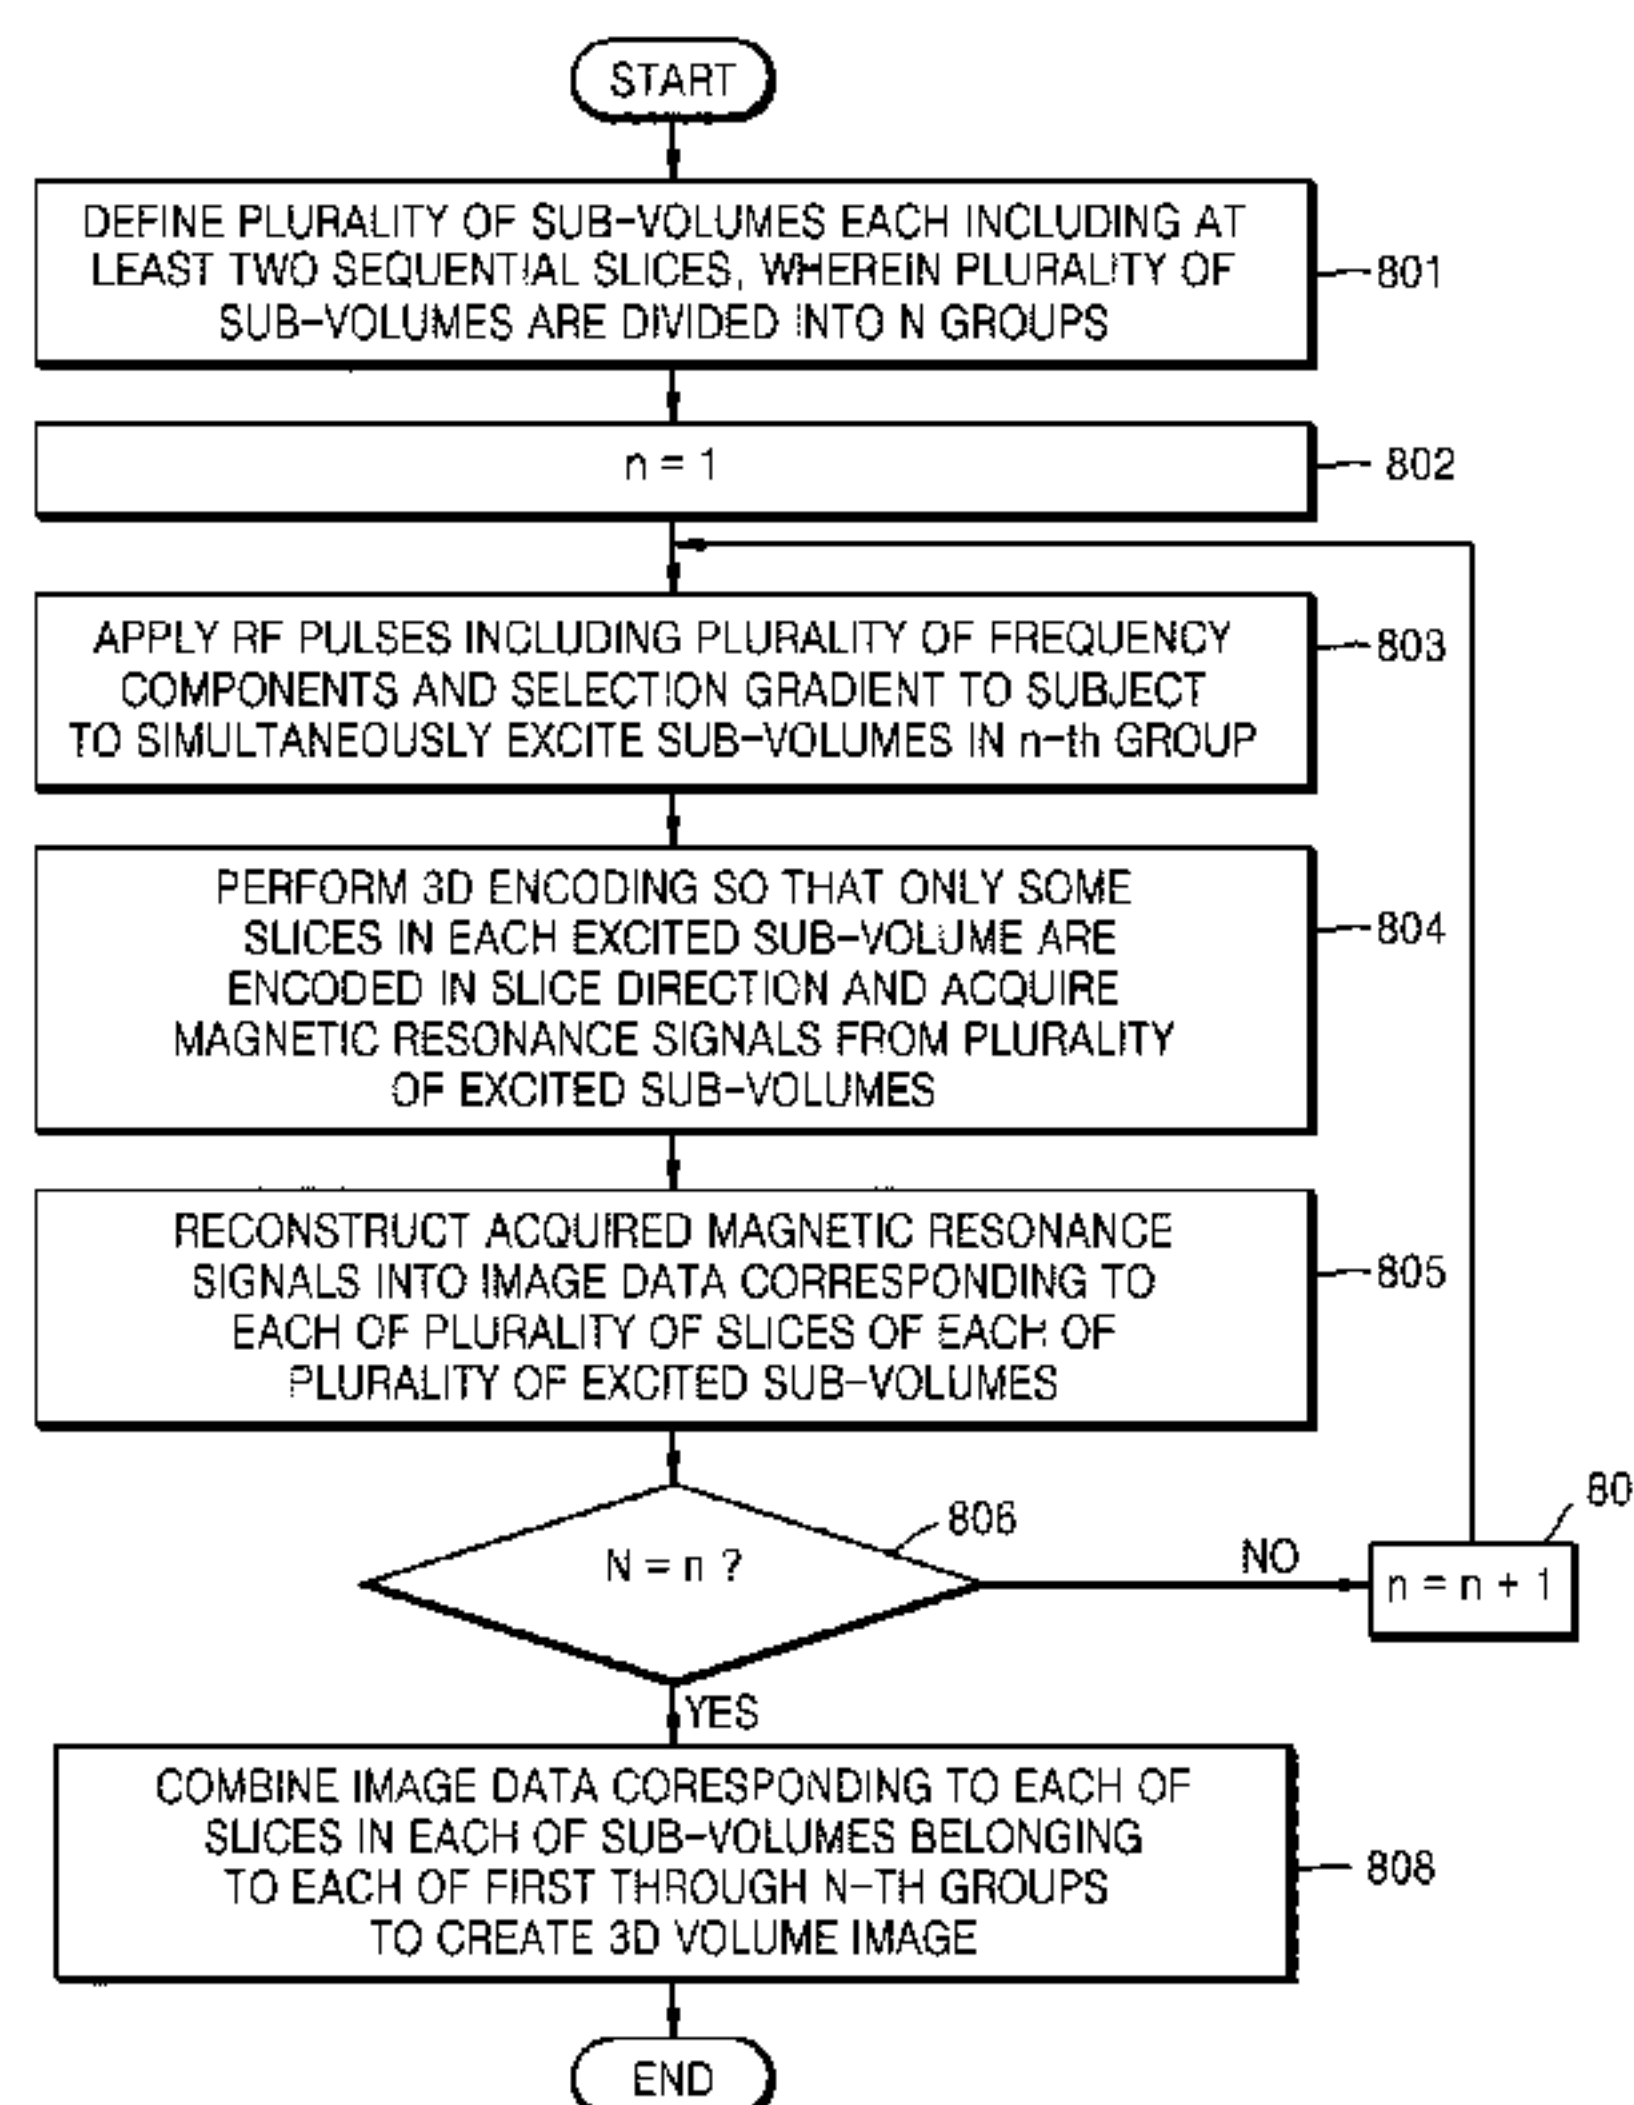 START
DEFINE PLURALITY OF SUB-VOLUMES EACH INCLUDING AT
LEAST TWO SEQUENTIAL SLICES, WHEREIN PLURALITY OF
SUB-VOLUMES ARE DIVIDED INTO N GROUPS
801
n = 1
802
APPLY RF PULSES INCLUDING PLURALITY OF FREQUENCY
COMPONENTS AND SELECTION GRADIENT TO SUBJECT
TO SIMULTANEOUSLY EXCITE SUB-VOLUMES IN n-th GROUP
803
PERFORM 3D ENCODING SO THAT ONLY SOME
SLICES IN EACH EXCITED SUB-VOLUME ARE
ENCODED IN SLICE DIRECTION AND ACQUIRE
MAGNETIC RESONANCE SIGNALS FROM PLURALITY
OF EXCITED SUB-VOLUMES
804
RECONSTRUCT ACQUIRED MAGNETIC RESONANCE
SIGNALS INTO IMAGE DATA CORRESPONDING TO
EACH OF PLURALITY OF SLICES OF EACH OF
PLURALITY OF EXCITED SUB-VOLUMES
805
N = n ?
806
NO
n = n + 1
80
YES
COMBINE IMAGE DATA CORESPONDING TO EACH OF
SLICES IN EACH OF SUB-VOLUMES BELONGING
TO EACH OF FIRST THROUGH N-TH GROUPS
TO CREATE 3D VOLUME IMAGE
808
END